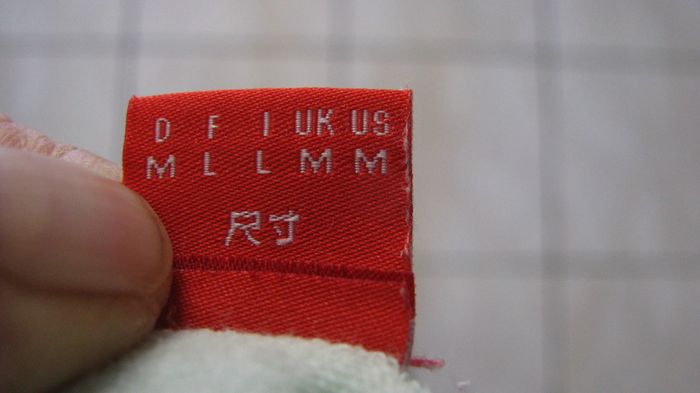 D F I UK US
M L L M M
尺寸